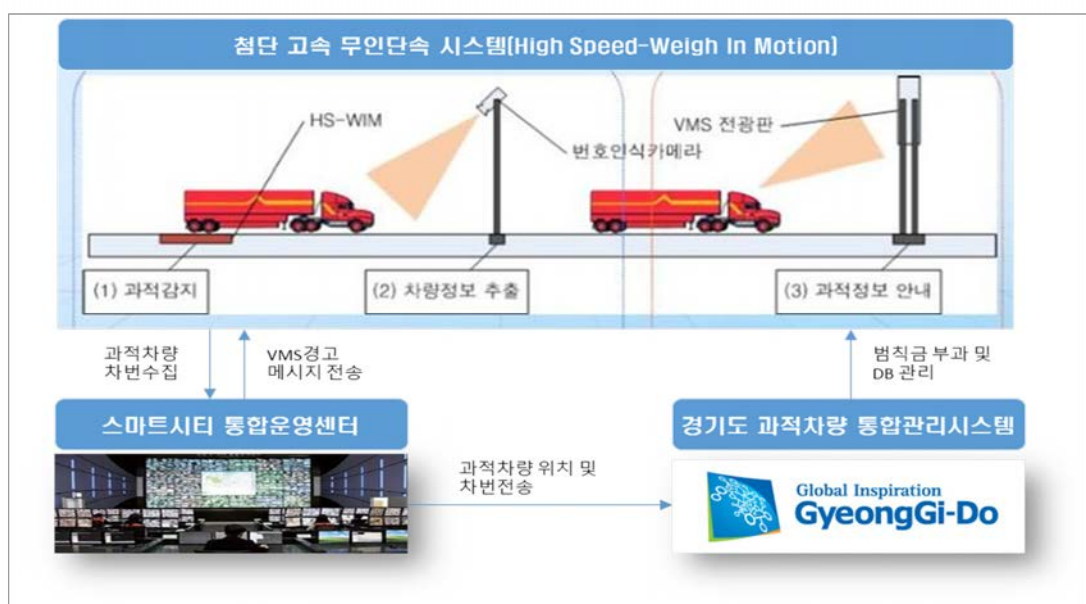 첨단 고속 무인단속 시스템(High Speed-Weigh In Motion)
HS-WIM
번호인식카메라
VMS 전광판
(1) 과적감지
(2) 차량정보 추출
(3) 과적정보 안내
과적차량
차번수집
VMS경고
메시지 전송
범칙금 부과 및
DB 관리
스마트시티 통합운영센터
경기도 과적차량 통합관리시스템
과적차량 위치 및
차번전송
Global Inspiration
GyeongGi-Do